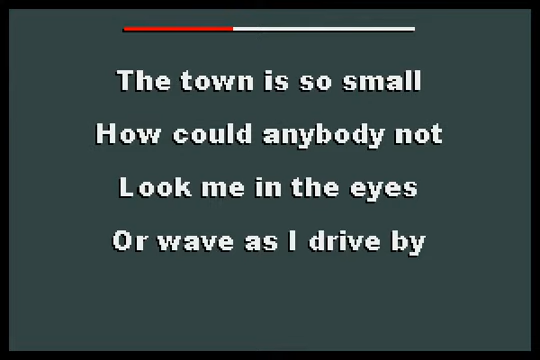 The town is so small
How could anybody not
Look me in the eyes
Or wave as I drive by